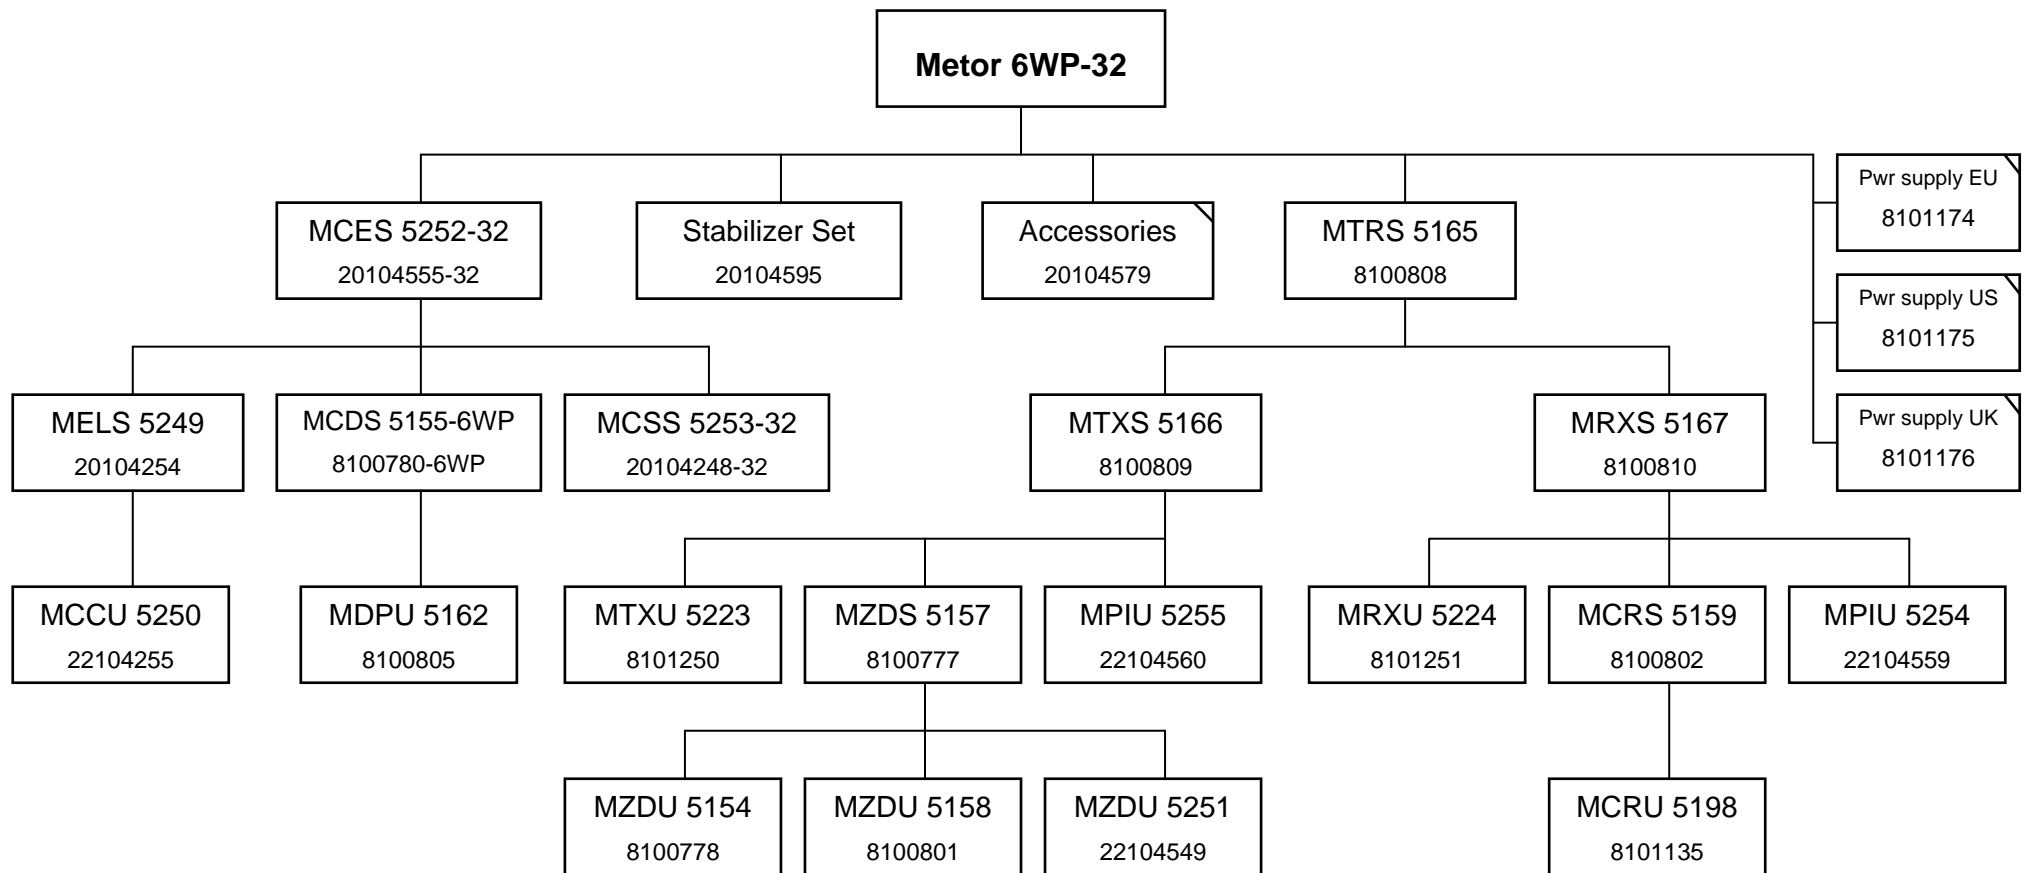 Metor 6WP-32
Pwr supply EU
8101174
MCES 5252-32
20104555-32
Stabilizer Set
20104595
Accessories
20104579
MTRS 5165
8100808
Pwr supply US
8101175
MELS 5249
20104254
MCDS 5155-6WP
8100780-6WP
MCSS 5253-32
20104248-32
MTXS 5166
8100809
MRXS 5167
8100810
Pwr supply UK
8101176
MCCU 5250
22104255
MDPU 5162
8100805
MTXU 5223
8101250
MZDS 5157
8100777
MPIU 5255
22104560
MRXU 5224
8101251
MCRS 5159
8100802
MPIU 5254
22104559
MZDU 5154
8100778
MZDU 5158
8100801
MZDU 5251
22104549
MCRU 5198
8101135